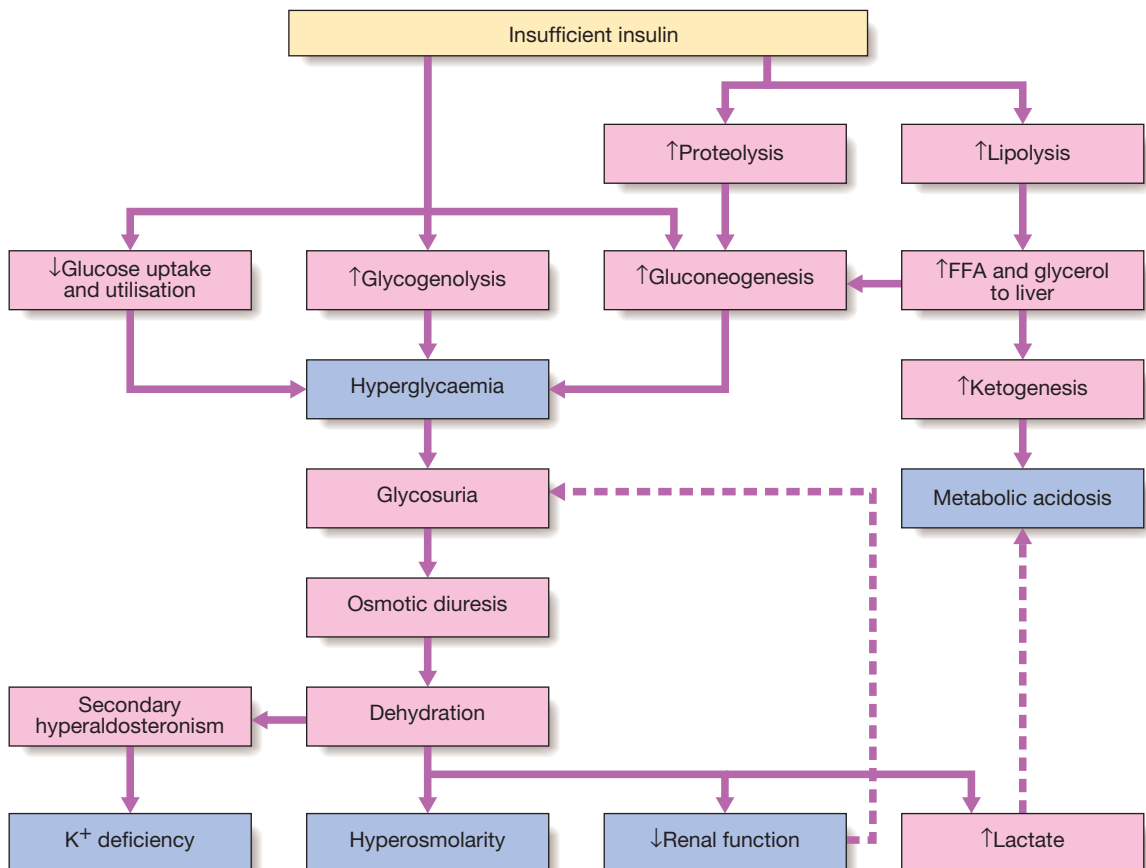 Insufficient insulin
↑Proteolysis
↑Lipolysis
↓Glucose uptake
and utilisation
↑Glycogenolysis
↑Gluconeogenesis
↑FFA and glycerol
to liver
Hyperglycaemia
↑Ketogenesis
Glycosuria
Metabolic acidosis
Osmotic diuresis
Secondary
hyperaldosteronism
Dehydration
K⁺ deficiency
Hyperosmolarity
↓Renal function
↑Lactate